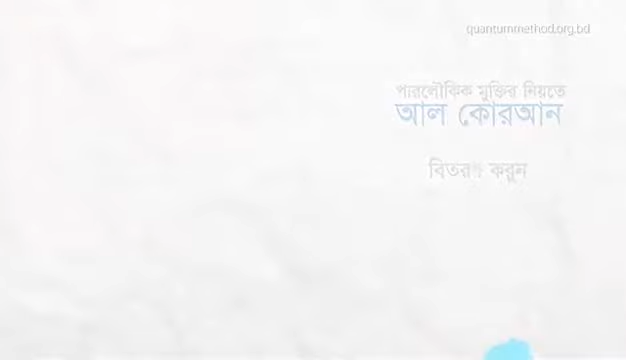 quantummethod.org.bd
পারলৌকিক মুক্তির নিয়তে
আল কোরআন
বিতরণ করুন